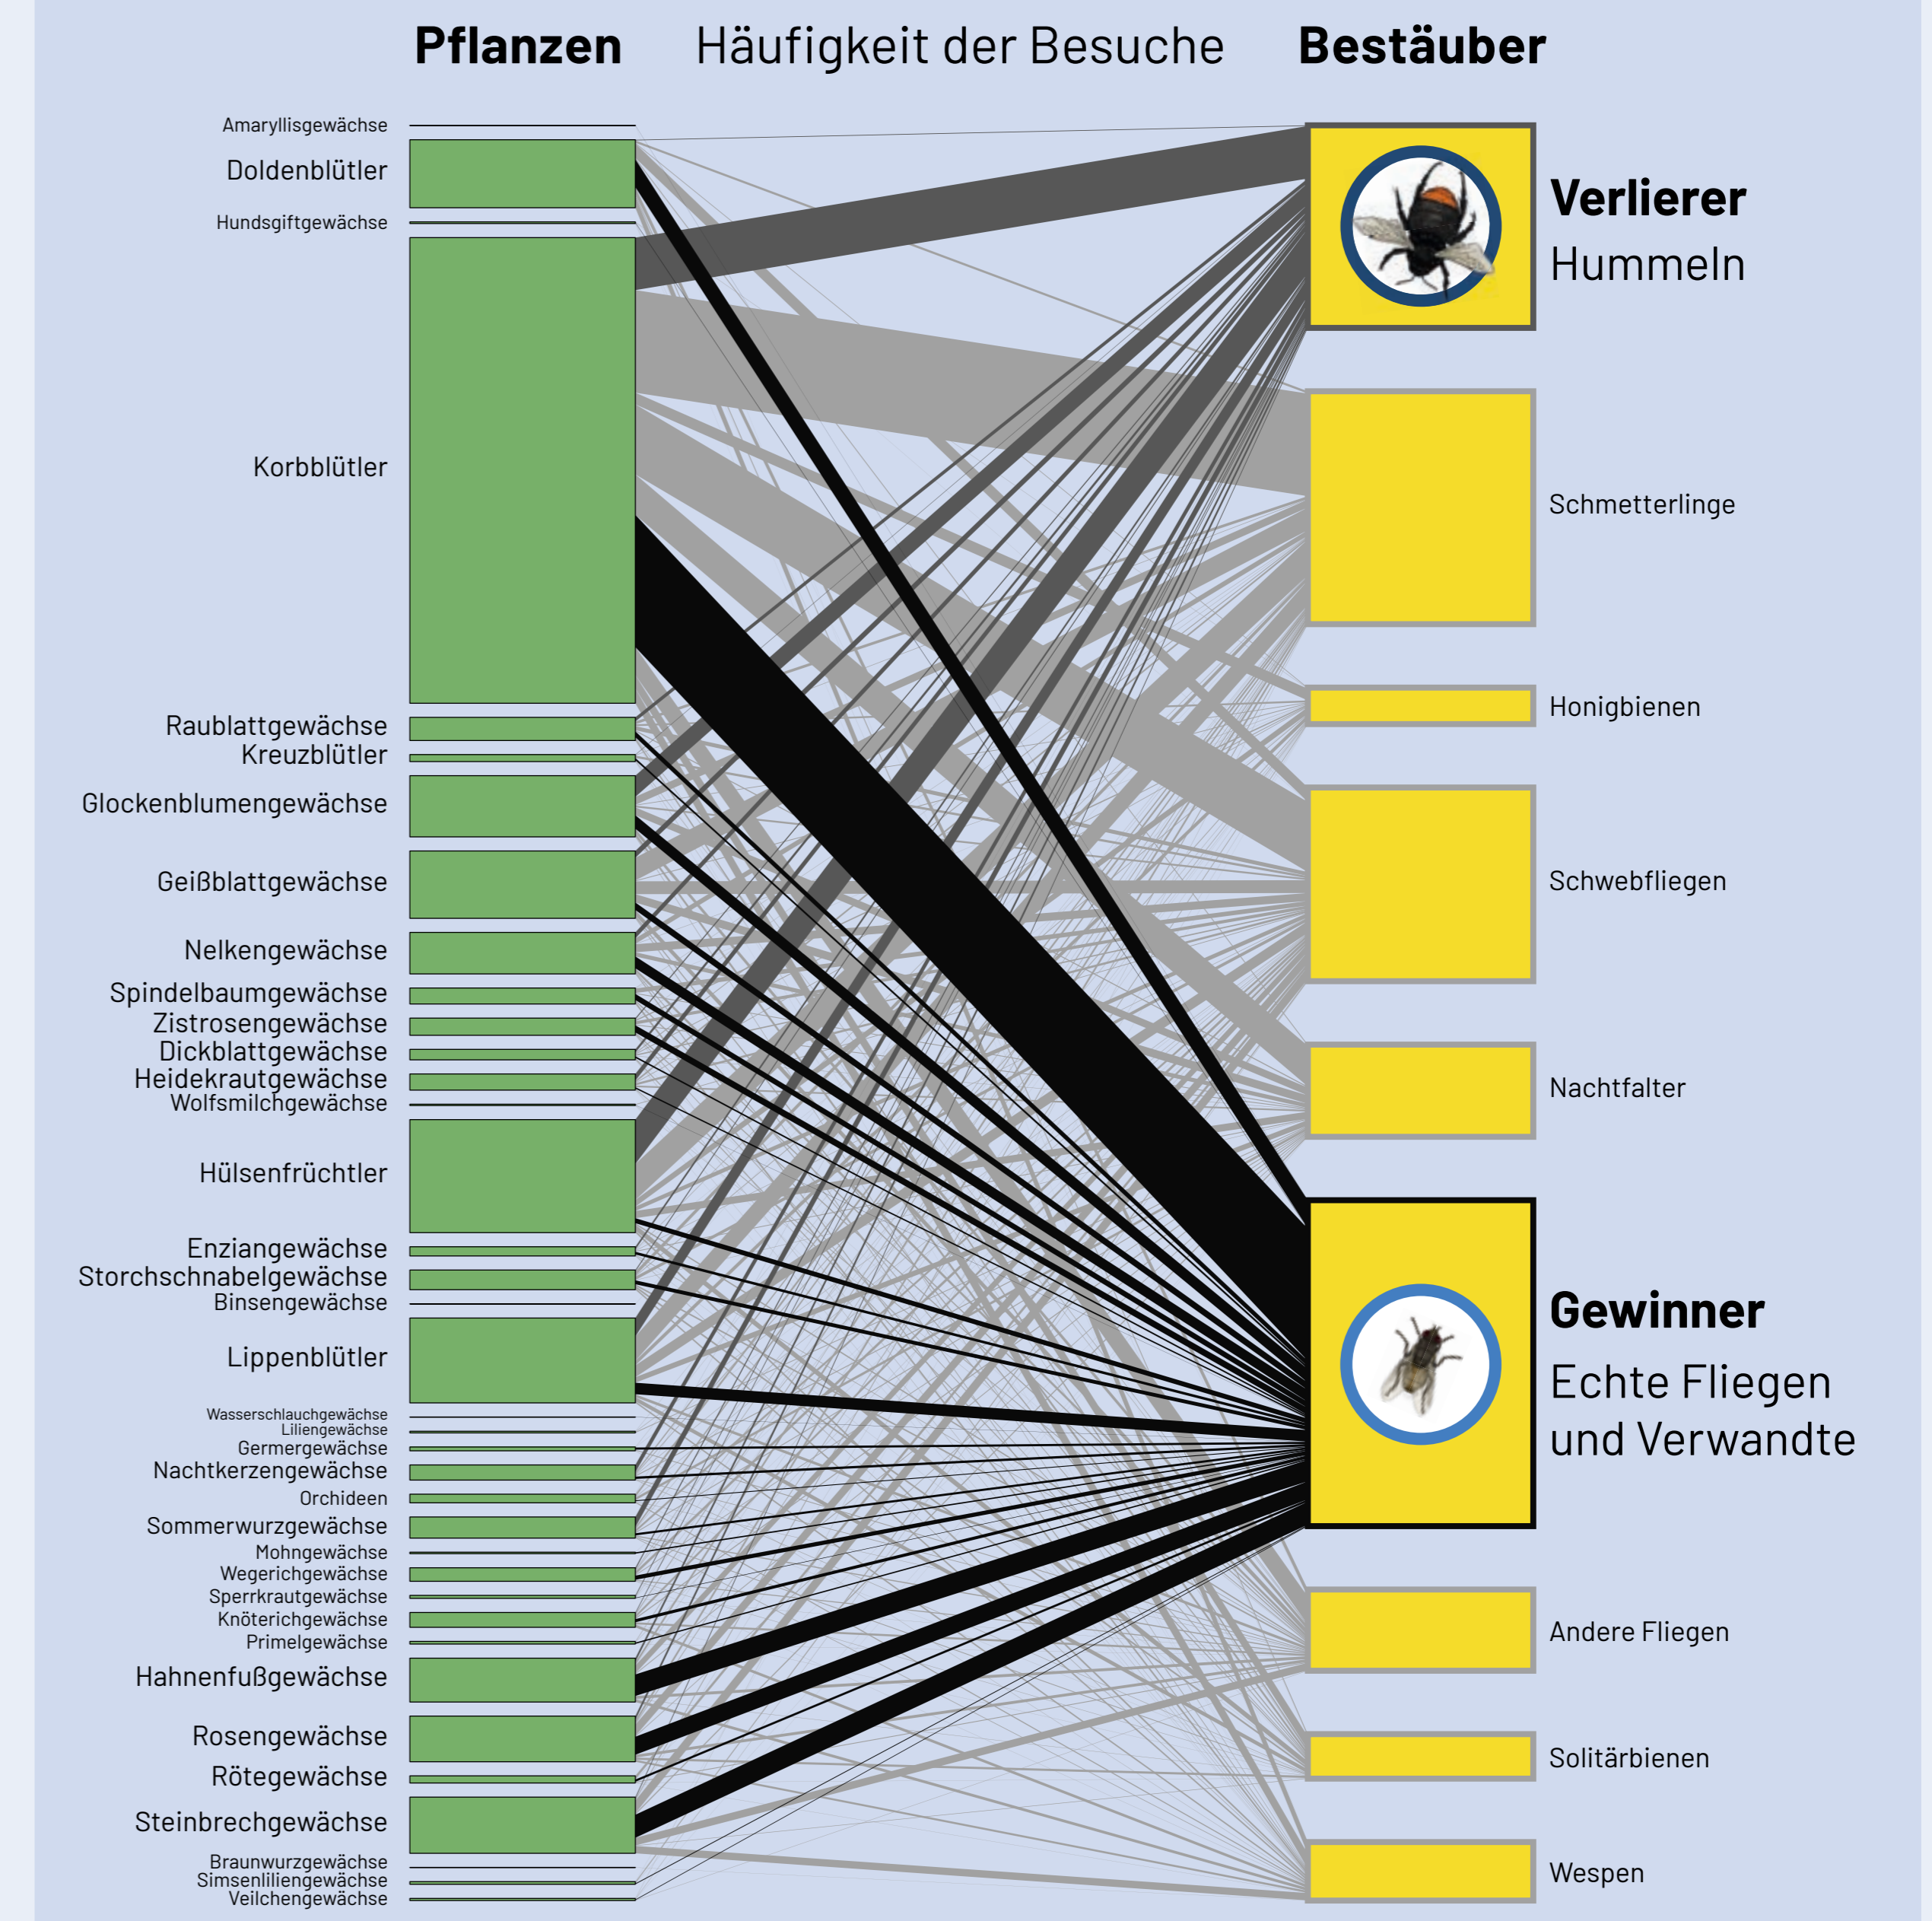 Pflanzen
Häufigkeit der Besuche
Bestäuber
Amaryllisgewächse
Doldenblütler
Hundsgiftgewächse
Korbblütler
Raublattgewächse
Kreuzblütler
Glockenblumengewächse
Geißblattgewächse
Nelkengewächse
Spindelbaumgewächse
Zistrosengewächse
Dickblattgewächse
Heidekrautgewächse
Wolfsmilchgewächse
Hülsenfrüchtler
Enziangewächse
Storchschnabelgewächse
Binsengewächse
Lippenblütler
Wasserschlauchgewächse
Liliengewächse
Germergewächse
Nachtkerzengewächse
Orchideen
Sommerwurzgewächse
Mohngewächse
Wegerichgewächse
Sperrkrautgewächse
Knöterichgewächse
Primelgewächse
Hahnenfußgewächse
Rosengewächse
Rötegewächse
Steinbrechgewächse
Braunwurzgewächse
Simsenliliengewächse
Veilchengewächse
Verlierer
Hummeln
Schmetterlinge
Honigbienen
Schwebfliegen
Nachtfalter
Gewinner
Echte Fliegen
und Verwandte
Andere Fliegen
Solitärbienen
Wespen